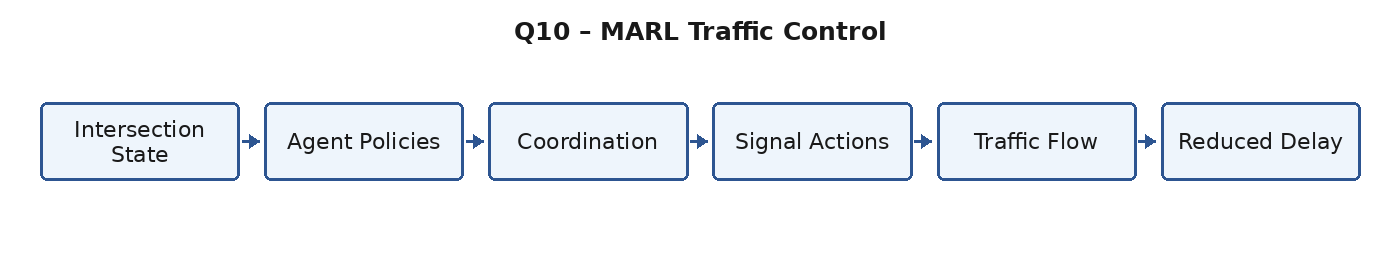 Q10 – MARL Traffic Control
Intersection
State
Agent Policies
Coordination
Signal Actions
Traffic Flow
Reduced Delay